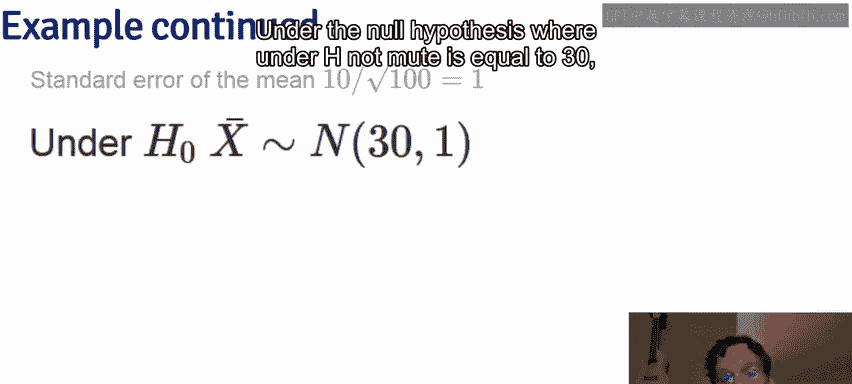 Example continued
Under the null hypothesis where
under H not mute is equal to 30,
Standard error of the mean 10/√100 = 1
Under H₀ X̄ ∼ N(30, 1)